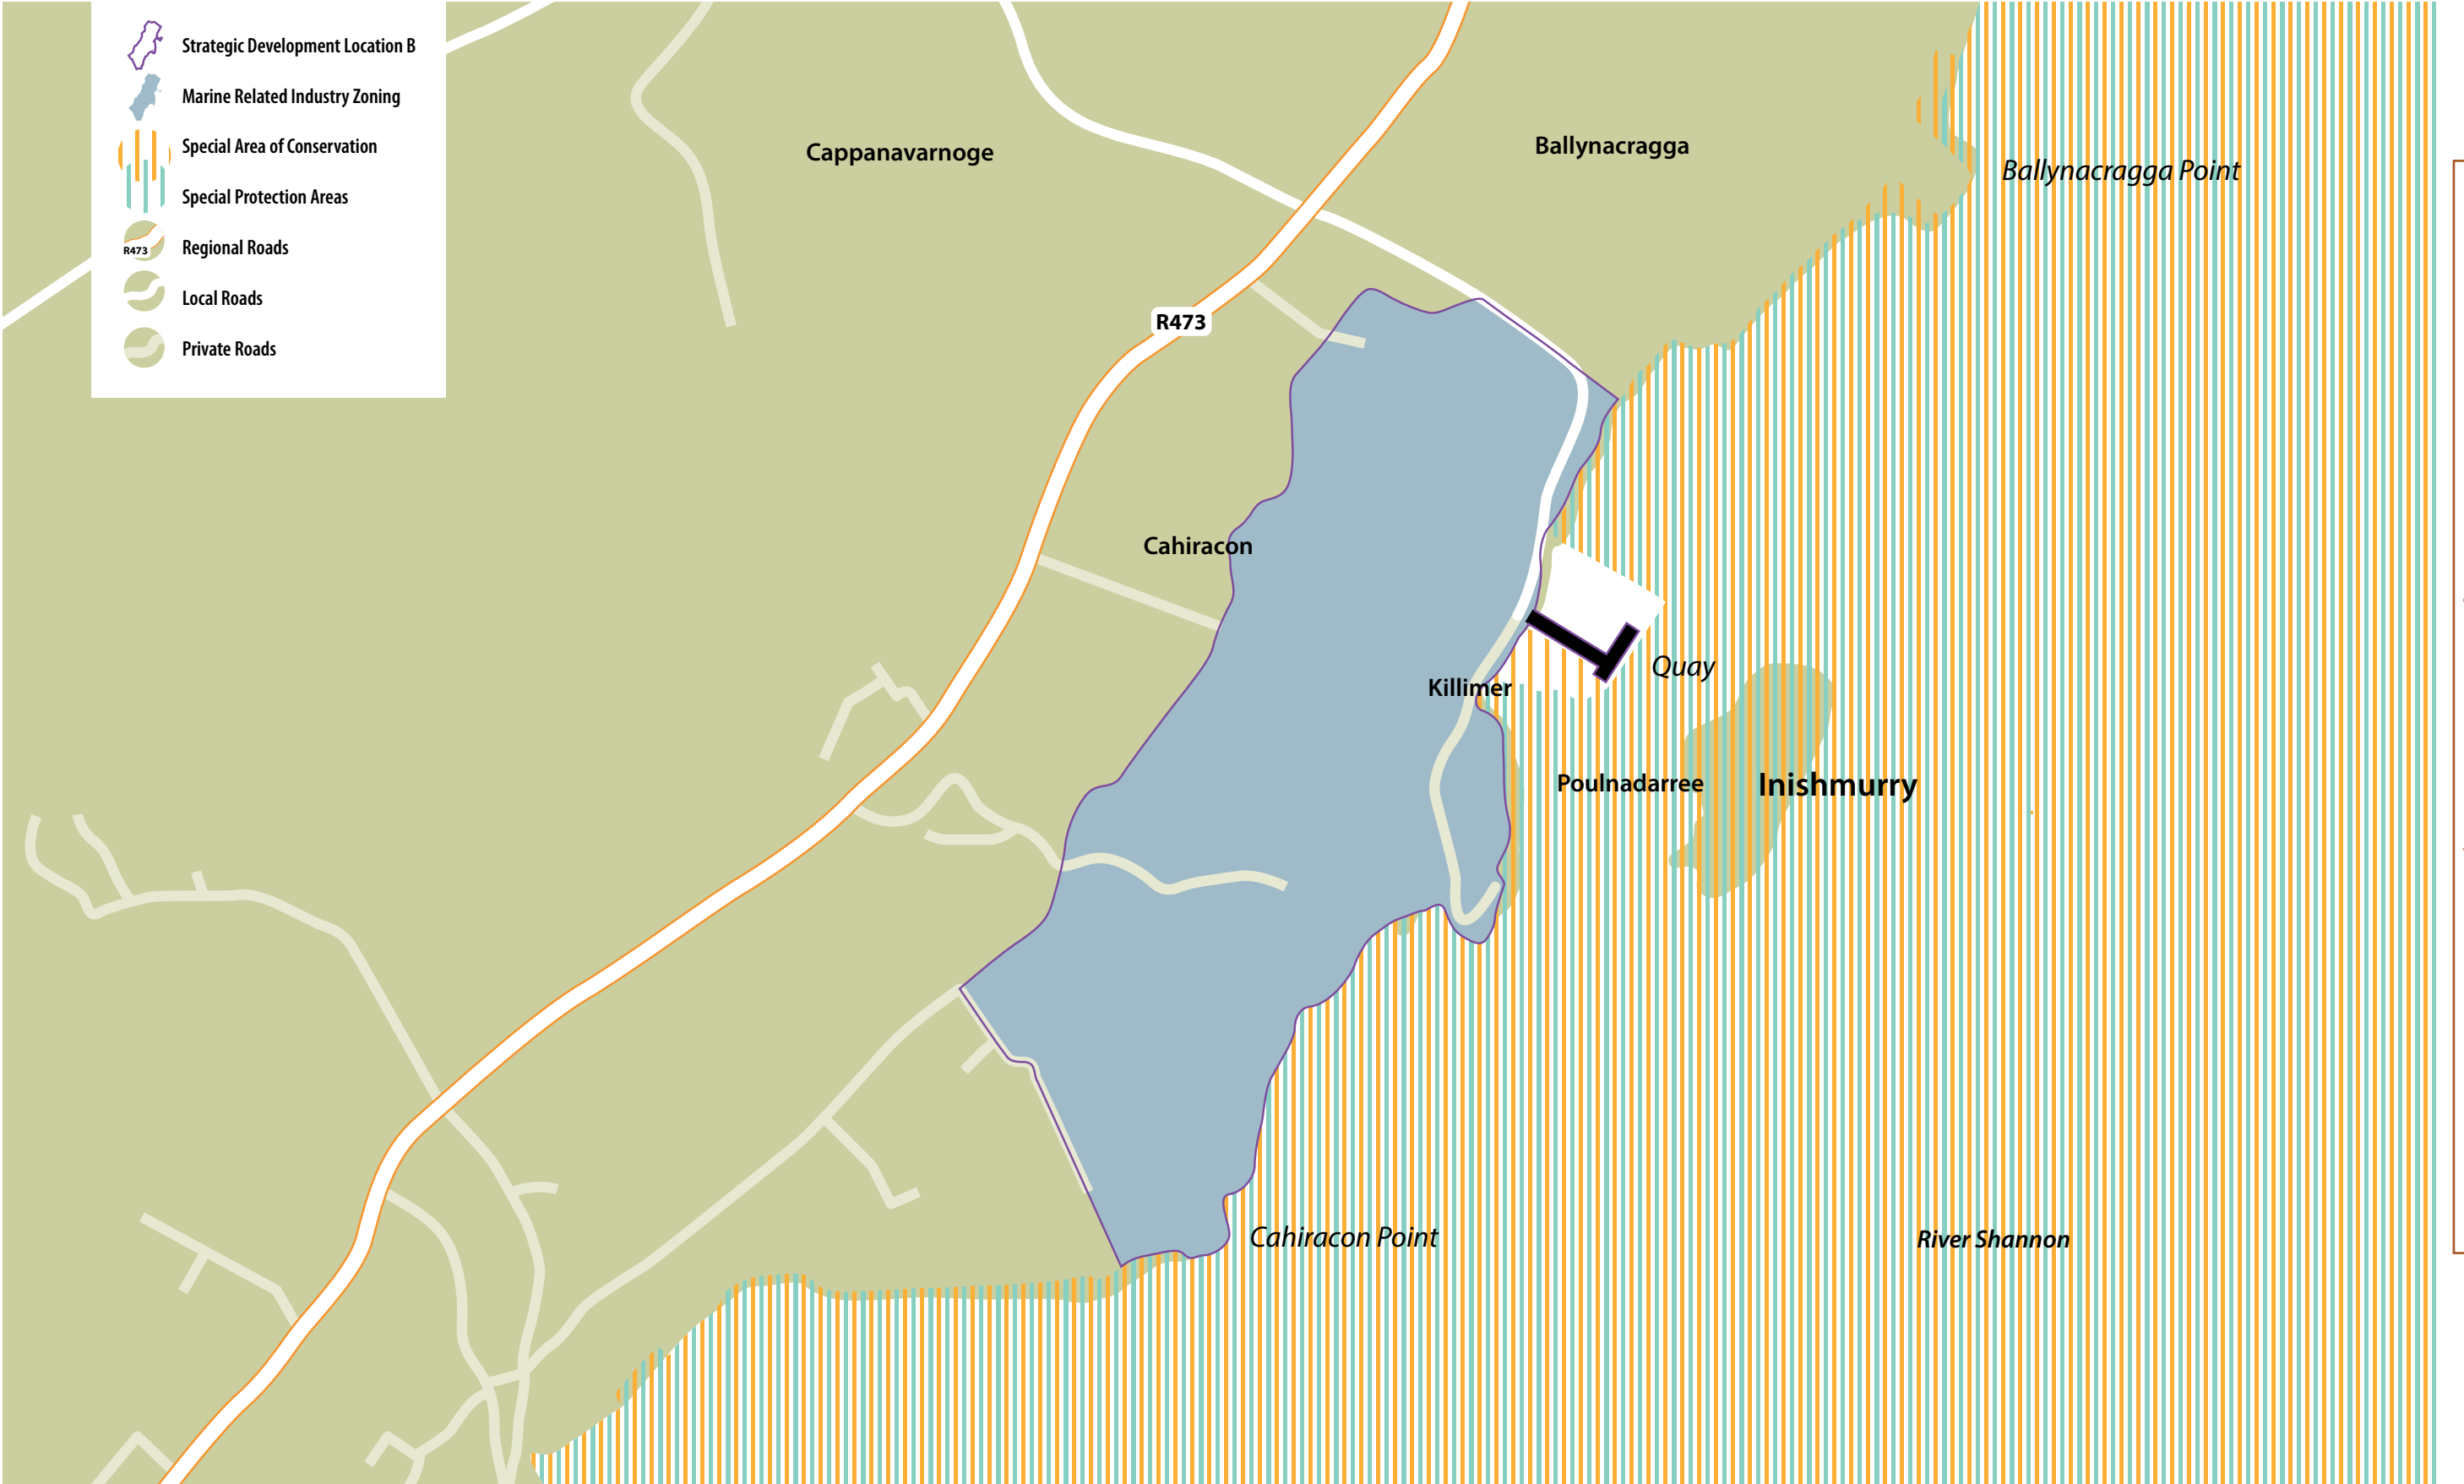 Strategic Development Location B
Marine Related Industry Zoning
Special Area of Conservation
Special Protection Areas
R473
Regional Roads
Local Roads
Private Roads
Cappanavarnoge
Ballynacragga
Ballynacragga Point
R473
Cahiracon
Quay
Killimer
Poulnadarree
Inishmurry
Cahiracon Point
River Shannon